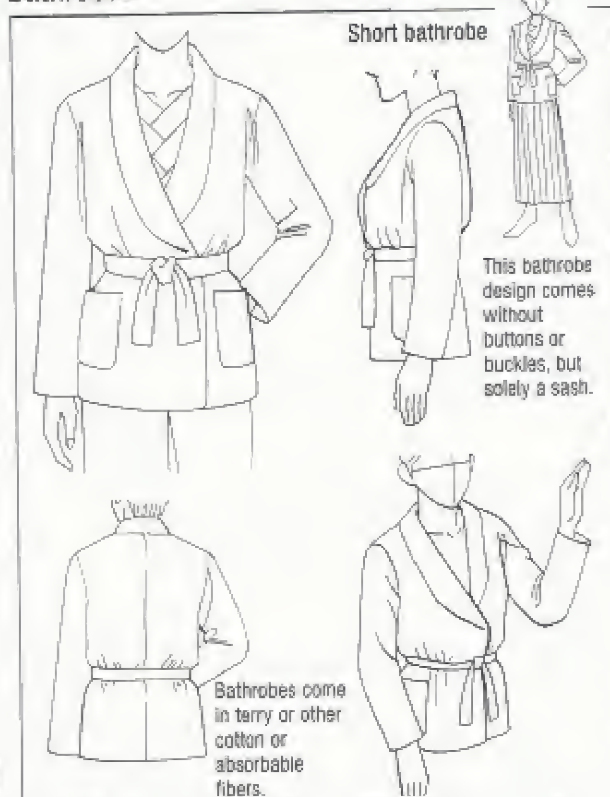 Short bathrobe
This bathrobe
design comes
without
buttons or
buckles, but
solely a sash.
Bathrobes come
in terry or other
cotton or
absorbable
fibers.